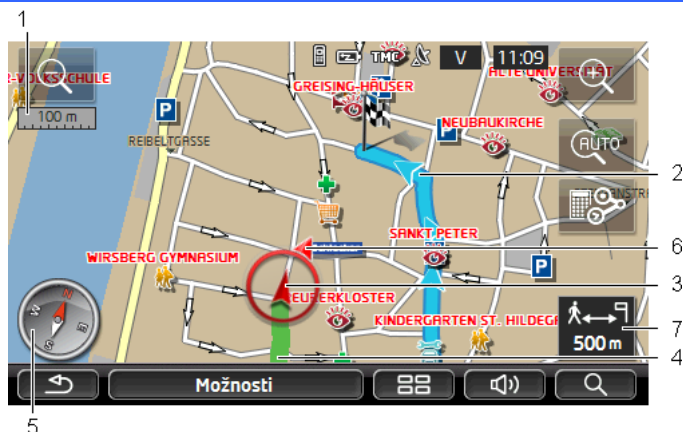 1
TMC
V
11:09
R-VOLKSSCHULE
ALTE UNIVERSITÄT
GREISING-HÄUSER
100 m
P
P
NEUBAUKIRCHE
REIBELTGASSE
AUTO
2
SANKT PETER
6
WIRSBERG GYMNASIUM
P
3
EUERERKLOSTER
N
W
E
S
KINDERGARTEN ST. HILDEGA
500 m
7
4
Možnosti
5